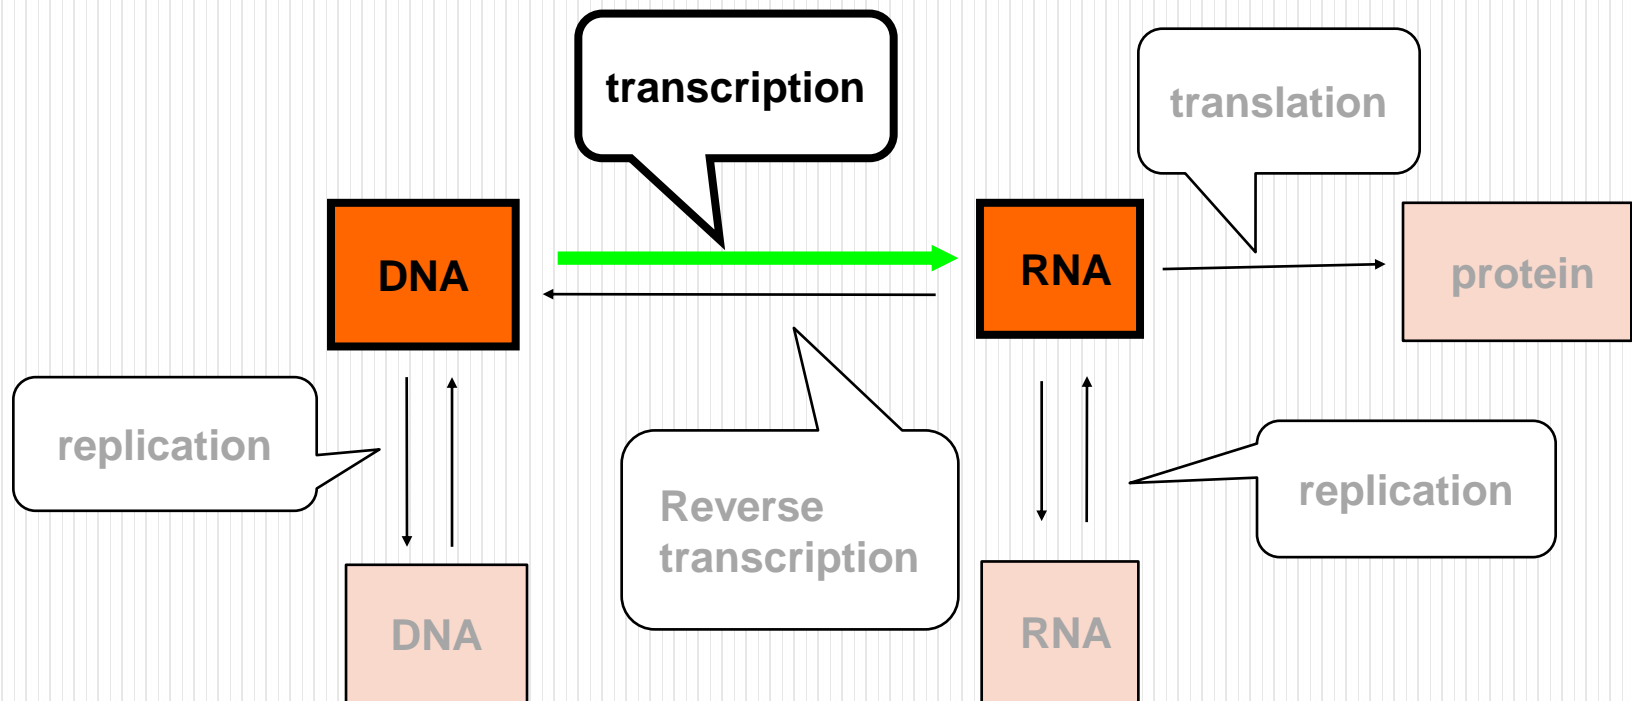 transcription
translation
DNA
RNA
protein
replication
Reverse
transcription
replication
DNA
RNA